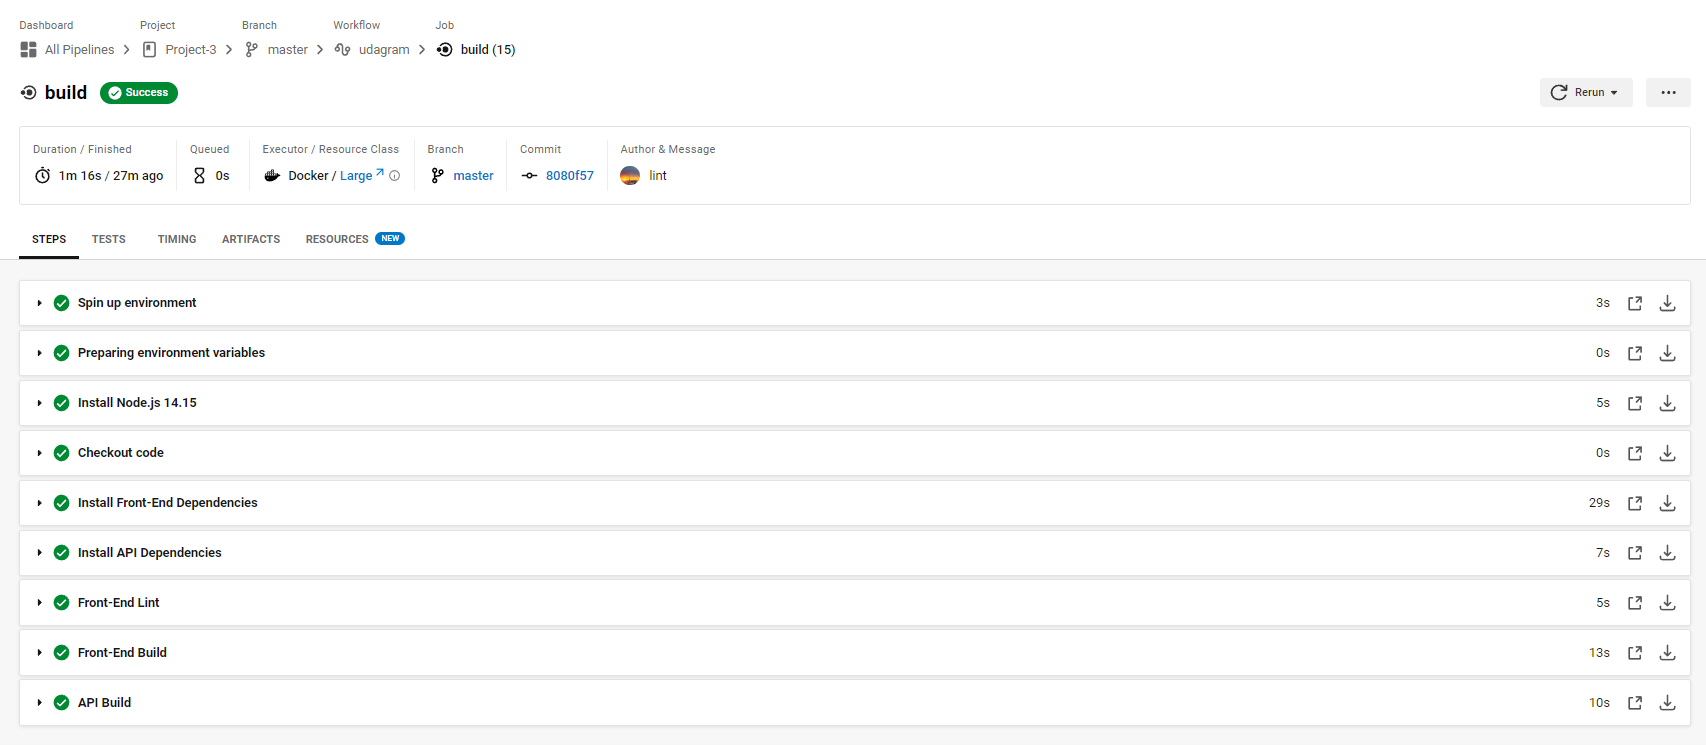 Dashboard Project Branch Workflow Job
All Pipelines Project-3 master udagram build (15)
build Success Rerun
Duration / Finished Queued Executor / Resource Class Branch Commit Author & Message
1m 16s / 27m ago 0s Docker / Large master 8080f57 lint
STEPS TESTS TIMING ARTIFACTS RESOURCES NEW
Spin up environment 3s
Preparing environment variables 0s
Install Node.js 14.15 5s
Checkout code 0s
Install Front-End Dependencies 29s
Install API Dependencies 7s
Front-End Lint 5s
Front-End Build 13s
API Build 10s